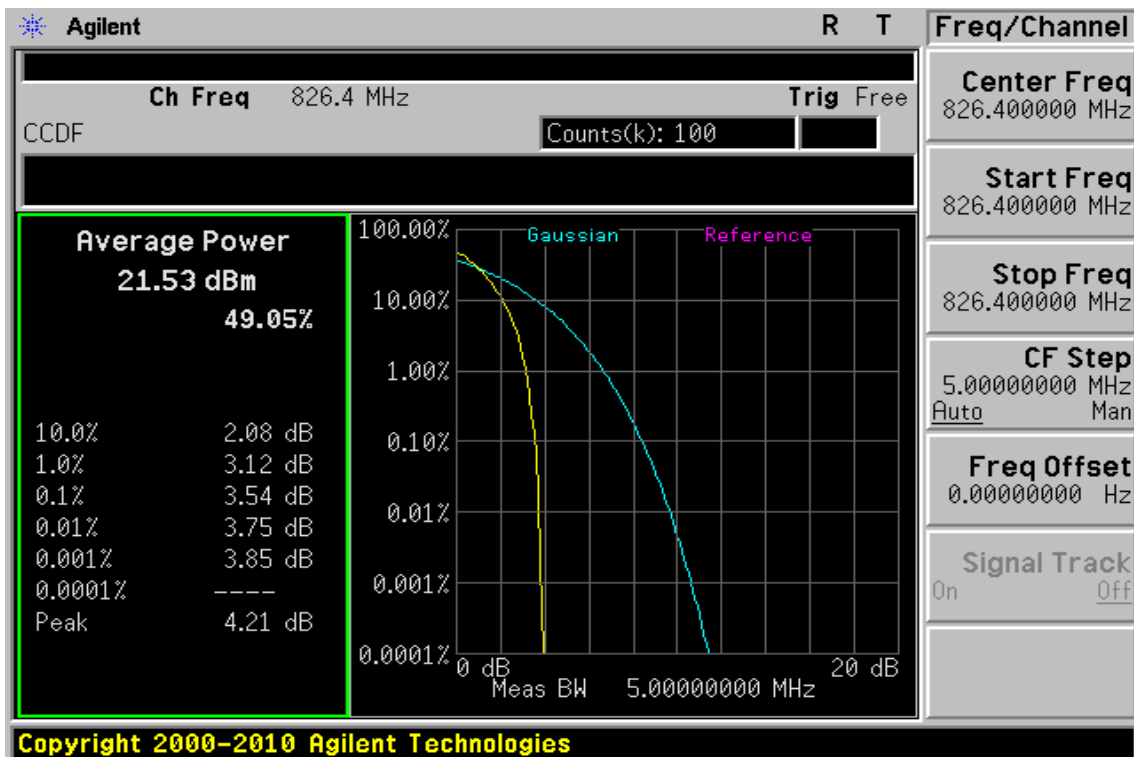 Agilent R T Freq/Channel
Ch Freq 826.4 MHz Trig Free
CCDF Counts(k): 100
Average Power
21.53 dBm
49.05%
10.0% 2.08 dB
1.0% 3.12 dB
0.1% 3.54 dB
0.01% 3.75 dB
0.001% 3.85 dB
0.0001% ----
Peak 4.21 dB
100.00%
10.00%
1.00%
0.10%
0.01%
0.001%
0.0001%
Gaussian Reference
0 dB 20 dB
Meas BW 5.00000000 MHz
Center Freq
826.400000 MHz
Start Freq
826.400000 MHz
Stop Freq
826.400000 MHz
CF Step
5.00000000 MHz
Auto Man
Freq Offset
0.00000000 Hz
Signal Track
On Off
Copyright 2000-2010 Agilent Technologies